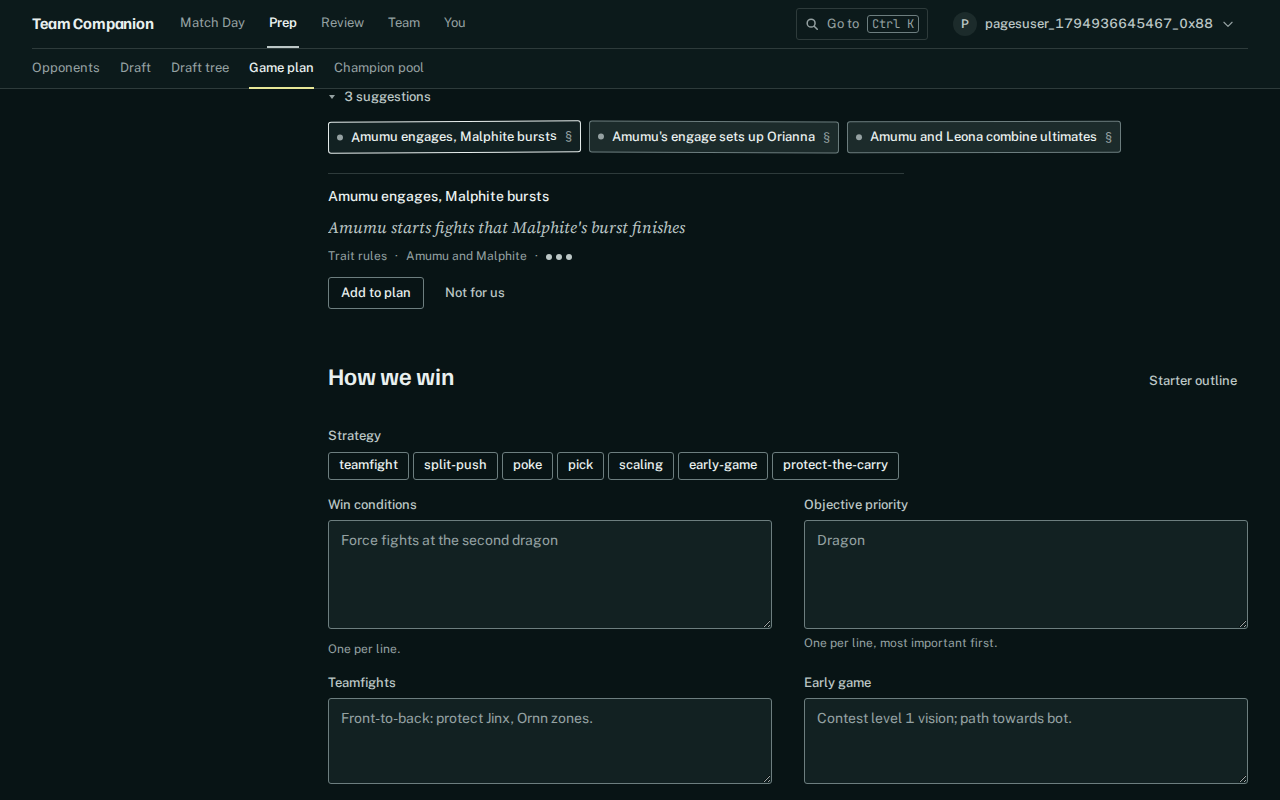 Team Companion Match Day Prep Review Team You Go to Ctrl K P pagesuser_1794936645467_0x88
Opponents Draft Draft tree Game plan Champion pool
3 suggestions
Amumu engages, Malphite bursts § Amumu's engage sets up Orianna § Amumu and Leona combine ultimates §
Amumu engages, Malphite bursts
Amumu starts fights that Malphite's burst finishes
Trait rules · Amumu and Malphite ·
Add to plan Not for us
How we win Starter outline
Strategy
teamfight split-push poke pick scaling early-game protect-the-carry
Win conditions Objective priority
Force fights at the second dragon Dragon
One per line. One per line, most important first.
Teamfights Early game
Front-to-back: protect Jinx, Ornn zones. Contest level 1 vision; path towards bot.